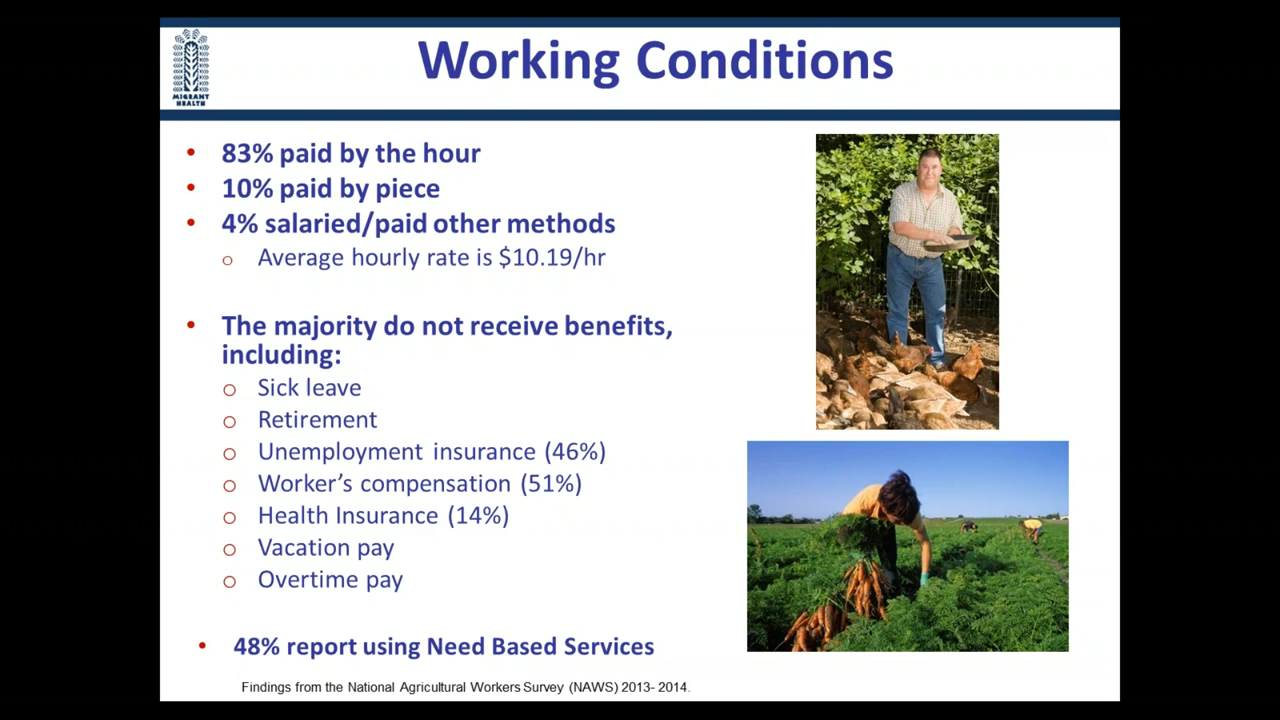 MIGRANT
HEALTH
Working Conditions
• 83% paid by the hour
• 10% paid by piece
• 4% salaried/paid other methods
o Average hourly rate is $10.19/hr
• The majority do not receive benefits,
including:
o Sick leave
o Retirement
o Unemployment insurance (46%)
o Worker’s compensation (51%)
o Health Insurance (14%)
o Vacation pay
o Overtime pay
• 48% report using Need Based Services
Findings from the National Agricultural Workers Survey (NAWS) 2013- 2014.